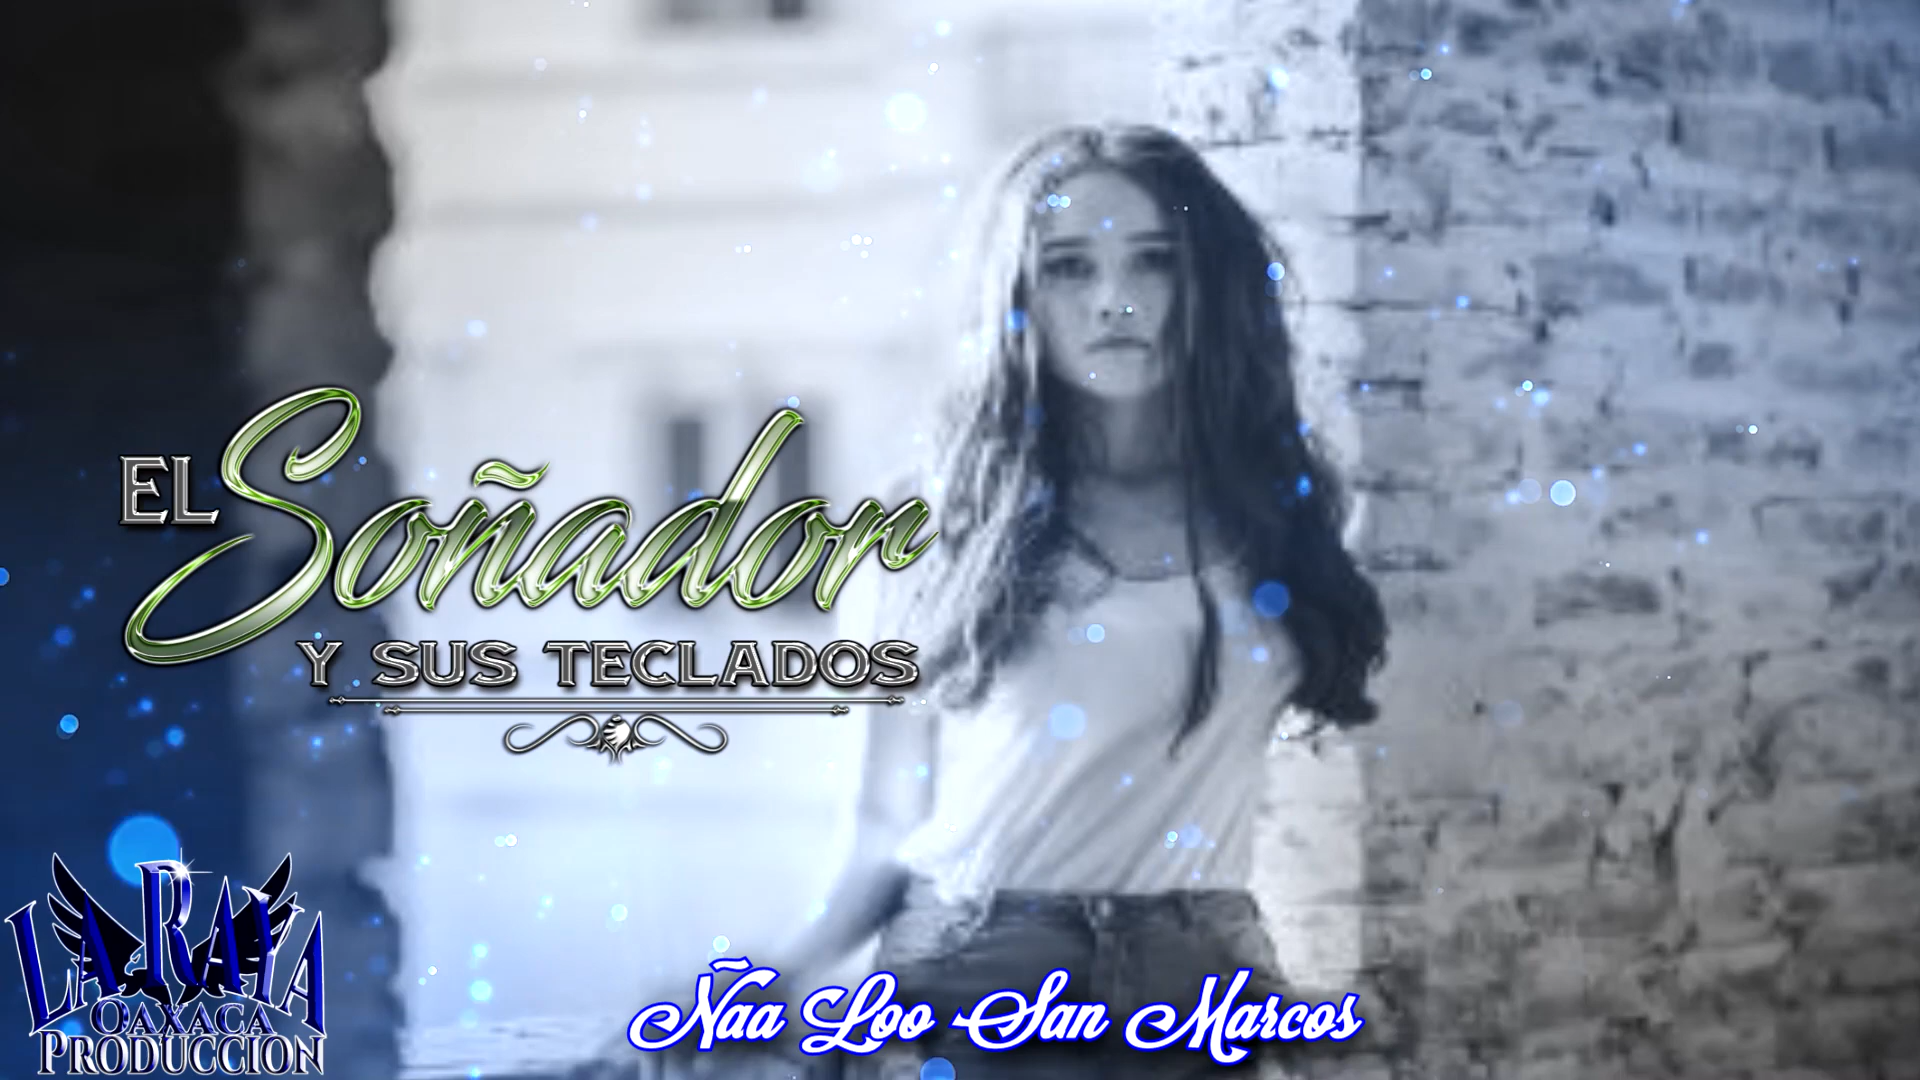 EL Soñador
Y SUS TECLADOS
LA RAYA
OAXACA
PRODUCCION
Ñaa Loo San Marcos